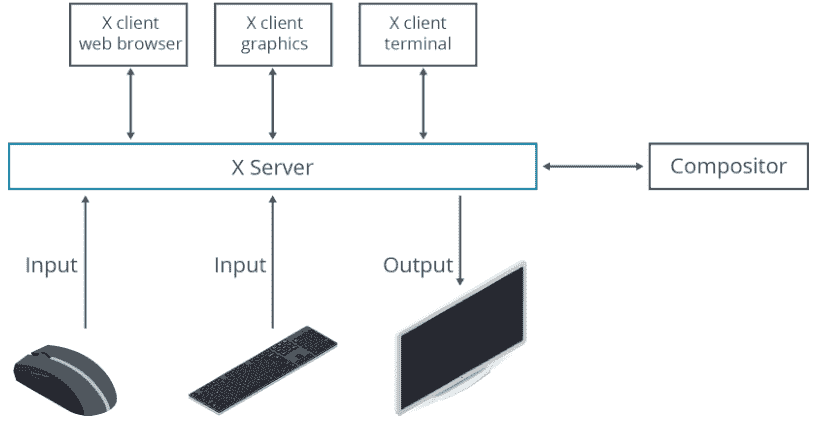 X client
web browser
X client
graphics
X client
terminal
X Server
Compositor
Input
Input
Output